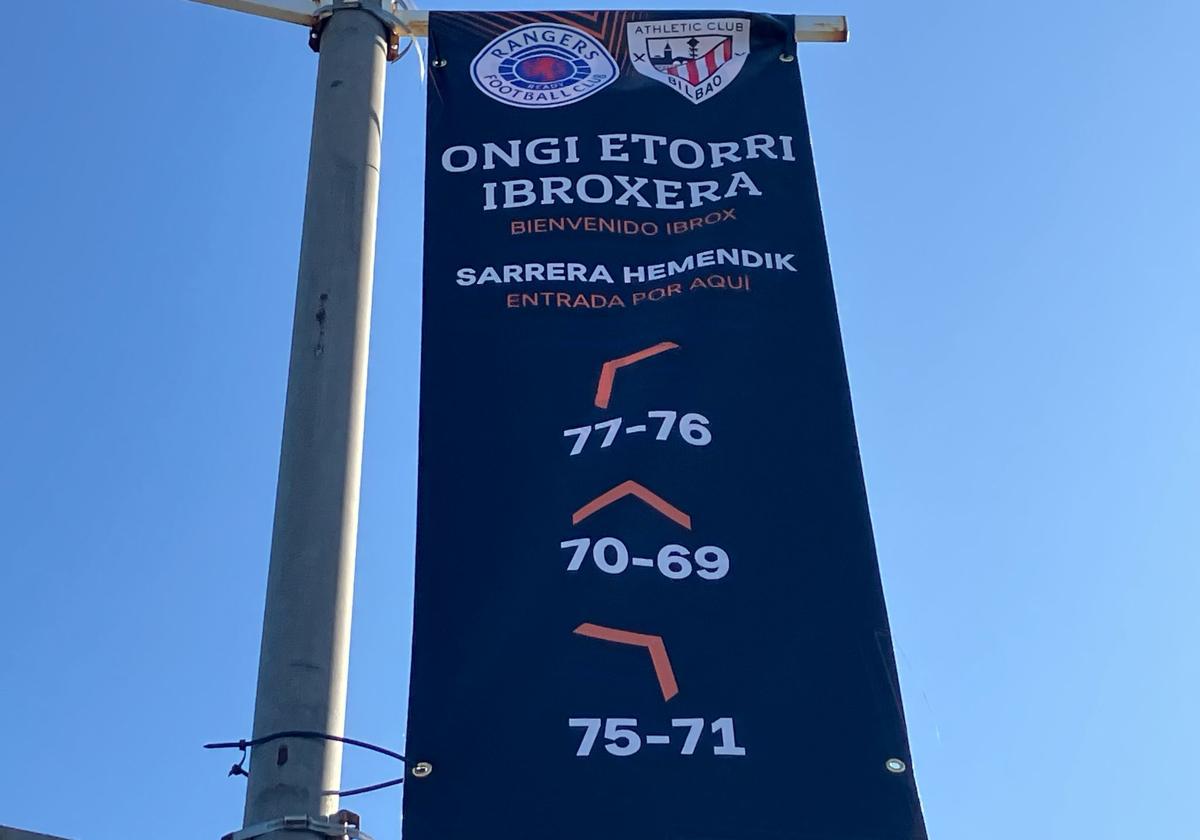 RANGERS
READY
FOOTBALL CLUB
ATHLETIC CLUB
BILBAO
ONGI ETORRI
IBROXERA
BIENVENIDO IBROX
SARRERA HEMENDIK
ENTRADA POR AQUÍ
77-76
70-69
75-71